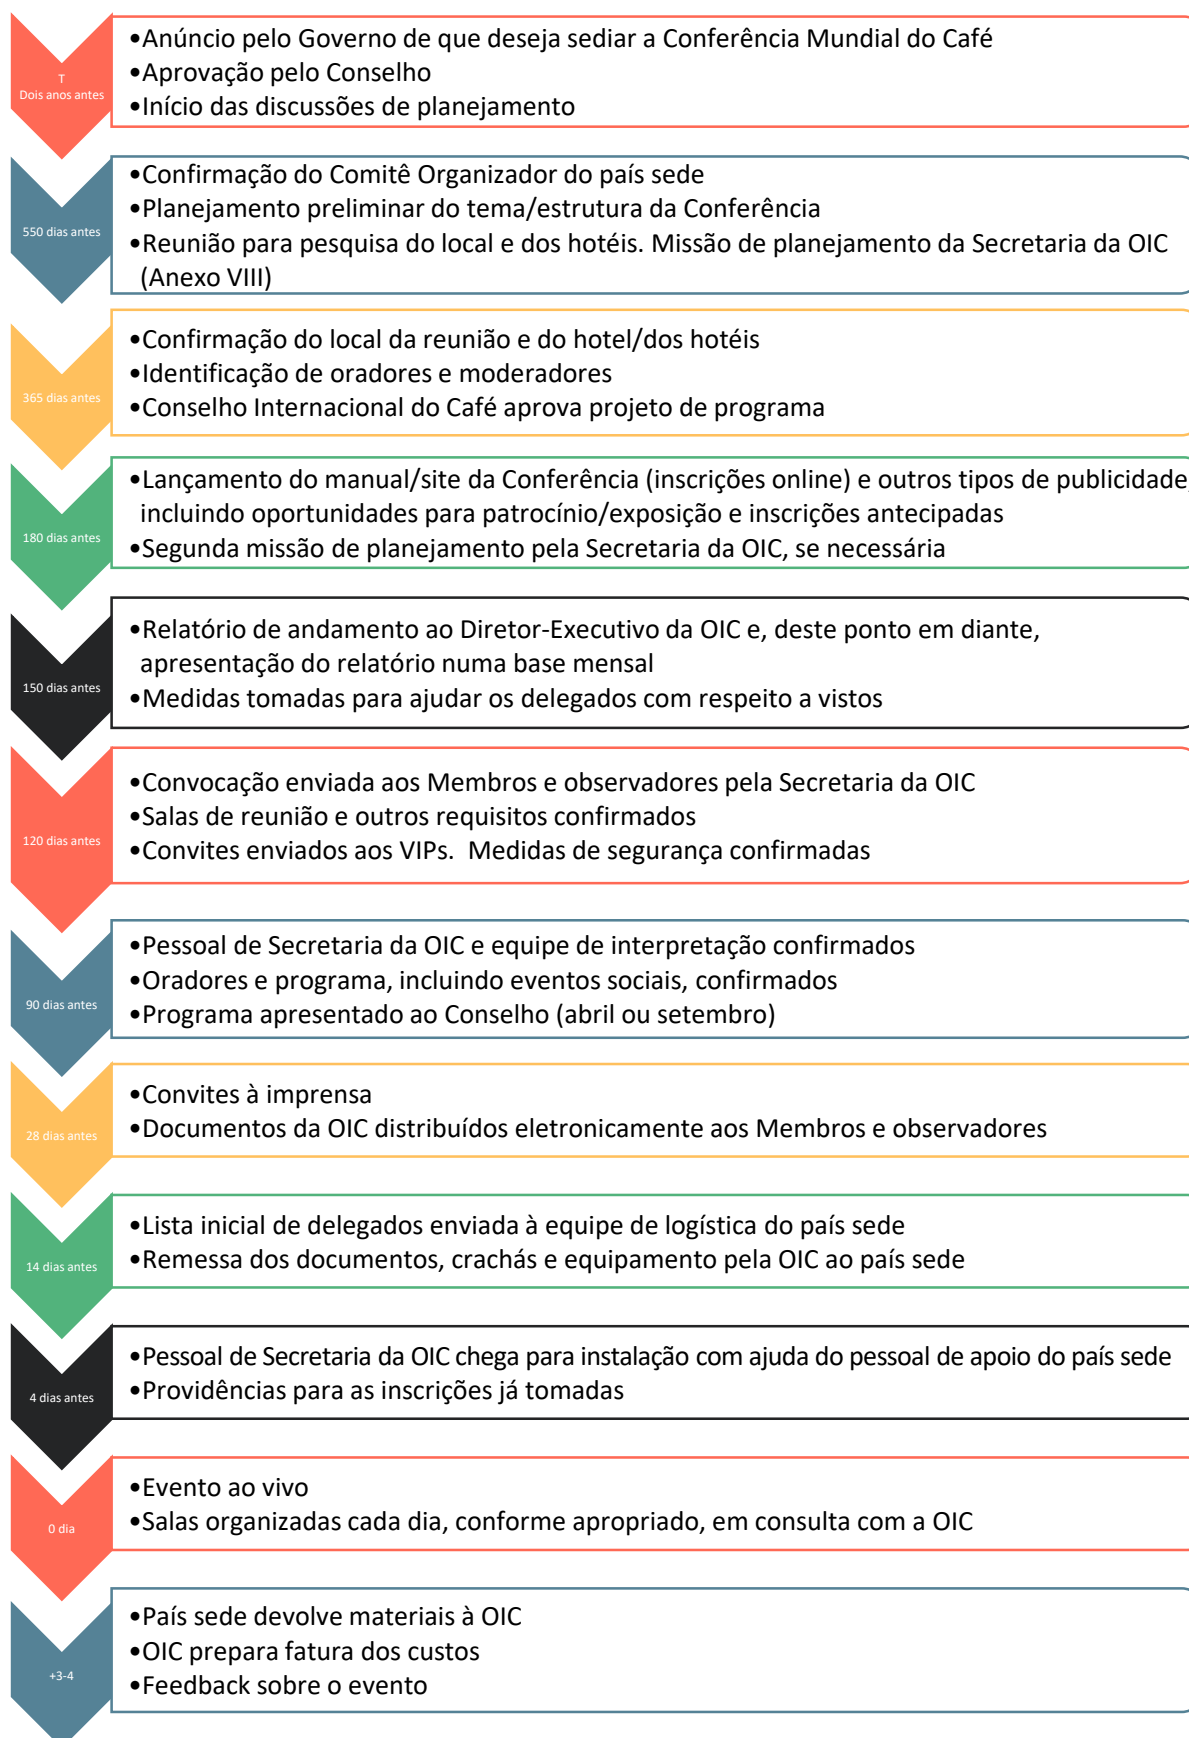 T
Dois anos antes
•Anúncio pelo Governo de que deseja sediar a Conferência Mundial do Café
•Aprovação pelo Conselho
•Início das discussões de planejamento
550 dias antes
•Confirmação do Comitê Organizador do país sede
•Planejamento preliminar do tema/estrutura da Conferência
•Reunião para pesquisa do local e dos hotéis. Missão de planejamento da Secretaria da OIC
(Anexo VIII)
365 dias antes
•Confirmação do local da reunião e do hotel/dos hotéis
•Identificação de oradores e moderadores
•Conselho Internacional do Café aprova projeto de programa
180 dias antes
•Lançamento do manual/site da Conferência (inscrições online) e outros tipos de publicidade,
incluindo oportunidades para patrocínio/exposição e inscrições antecipadas
•Segunda missão de planejamento pela Secretaria da OIC, se necessária
150 dias antes
•Relatório de andamento ao Diretor-Executivo da OIC e, deste ponto em diante,
apresentação do relatório numa base mensal
•Medidas tomadas para ajudar os delegados com respeito a vistos
120 dias antes
•Convocação enviada aos Membros e observadores pela Secretaria da OIC
•Salas de reunião e outros requisitos confirmados
•Convites enviados aos VIPs.  Medidas de segurança confirmadas
90 dias antes
•Pessoal de Secretaria da OIC e equipe de interpretação confirmados
•Oradores e programa, incluindo eventos sociais, confirmados
•Programa apresentado ao Conselho (abril ou setembro)
28 dias antes
•Convites à imprensa
•Documentos da OIC distribuídos eletronicamente aos Membros e observadores
14 dias antes
•Lista inicial de delegados enviada à equipe de logística do país sede
•Remessa dos documentos, crachás e equipamento pela OIC ao país sede
4 dias antes
•Pessoal de Secretaria da OIC chega para instalação com ajuda do pessoal de apoio do país sede
•Providências para as inscrições já tomadas
0 dia
•Evento ao vivo
•Salas organizadas cada dia, conforme apropriado, em consulta com a OIC
+3-4
•País sede devolve materiais à OIC
•OIC prepara fatura dos custos
•Feedback sobre o evento